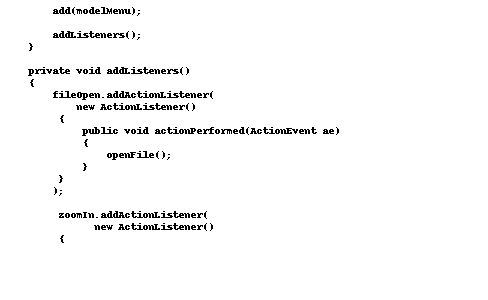 add(modelMenu);
addListeners();
}
private void addListeners()
{
fileOpen.addActionListener(
new ActionListener()
{
public void actionPerformed(ActionEvent ae)
{
openFile();
}
}
);
zoomIn.addActionListener(
new ActionListener()
{